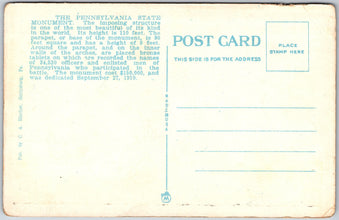 THE PENNSYLVANIA STATE
MONUMENT. The imposing structure
is one of the most beautiful of its kind
in the world. Its height is 110 feet. The
parapet, or base of the monument, is 80
feet square and has a height of 9 feet.
Around the parapet, and on the inner
walls of the arches, are placed bronze
tablets on which are recorded the names
of 34,530 officers and enlisted men of
Pennsylvania who participated in the
battle. The monument cost $150,000, and
was dedicated September 27, 1910.
POST CARD
THIS SIDE IS FOR THE ADDRESS
PLACE
STAMP HERE
Pub. by C. A. Gettysburg, Pa.